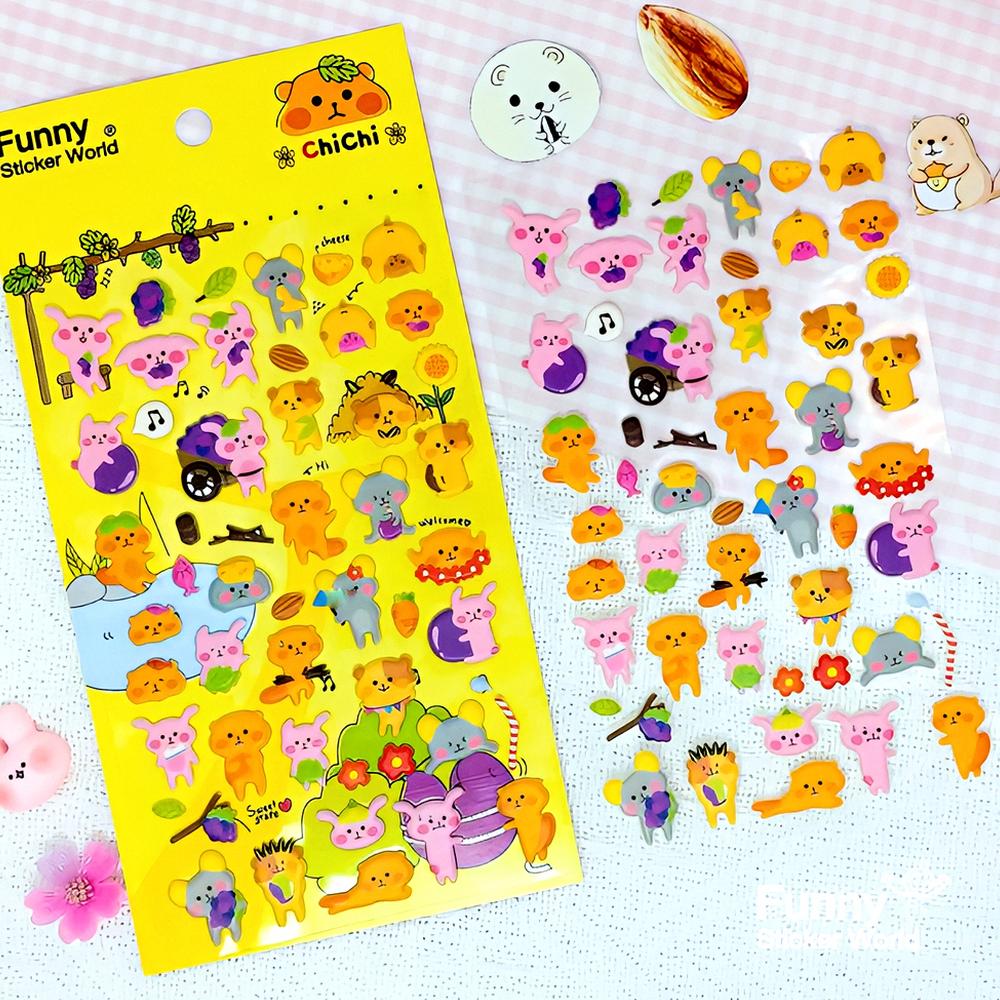 Funny®
Sticker World
ChiChi
cheese
Hi
welcome
Sweet
grape
Funny
Sticker World